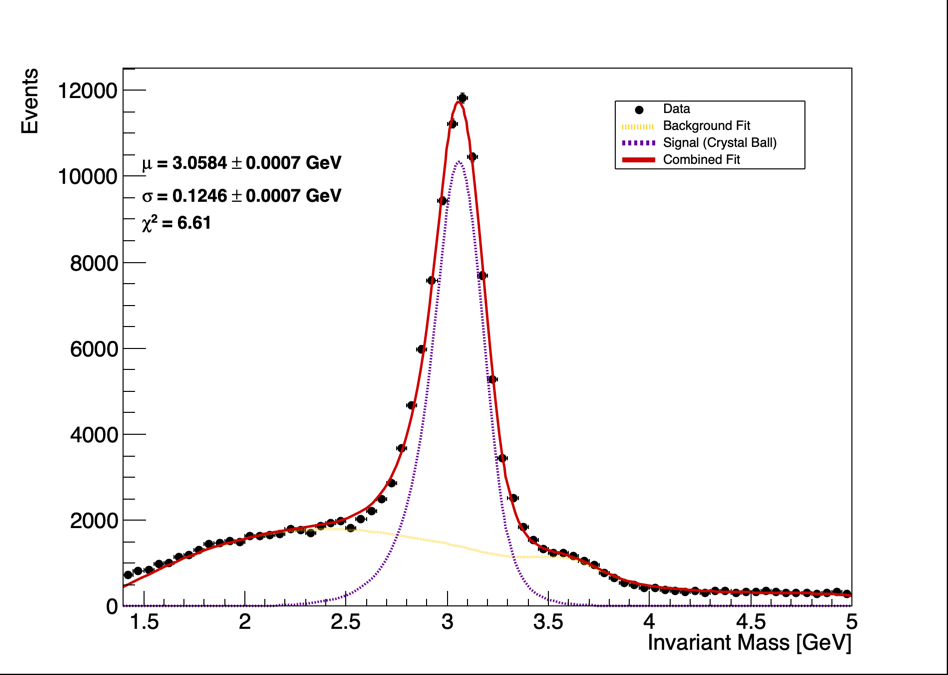 Events
12000
10000
8000
6000
4000
2000
0
μ = 3.0584 ± 0.0007 GeV
σ = 0.1246 ± 0.0007 GeV
χ² = 6.61
Data
Background Fit
Signal (Crystal Ball)
Combined Fit
1.5 2 2.5 3 3.5 4 4.5 5
Invariant Mass [GeV]